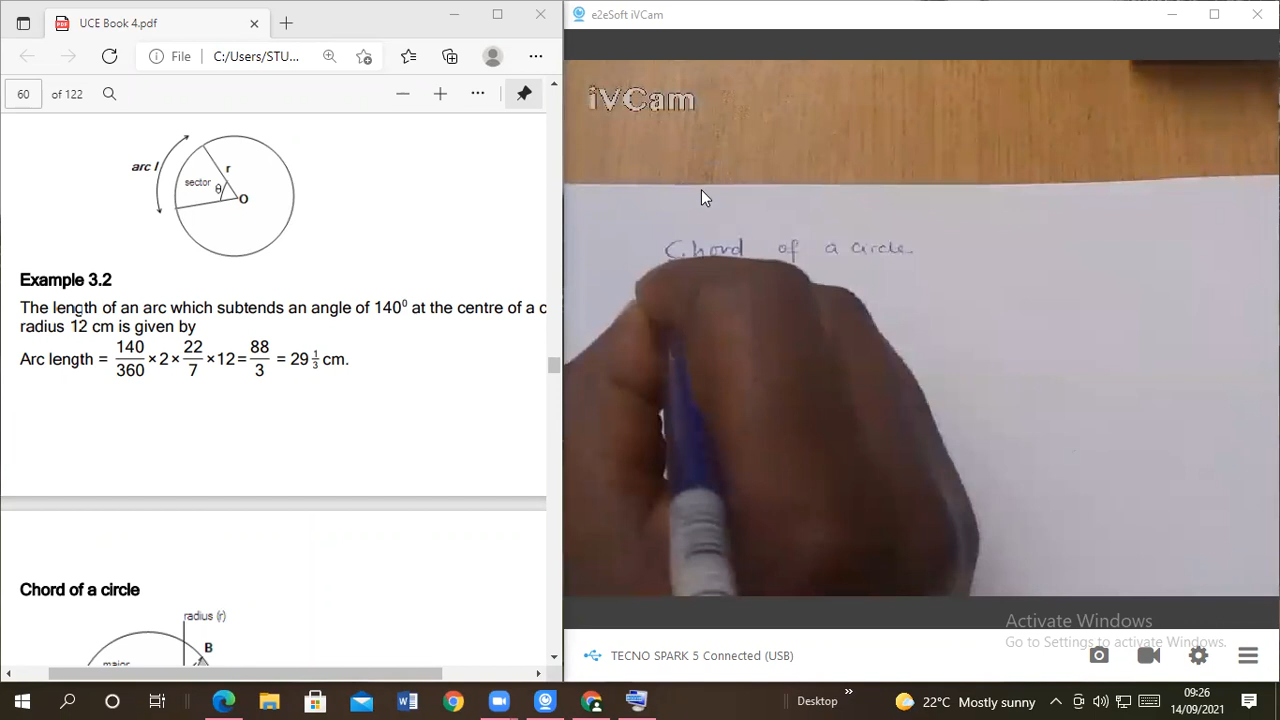 UCE Book 4.pdf
File
C:/Users/STU...
60
of 122
arc l
r
sector
θ
O
Example 3.2
The length of an arc which subtends an angle of 140⁰ at the centre of a c
radius 12 cm is given by
Arc length = 140/360 × 2 × 22/7 × 12 = 88/3 = 29 1/3 cm.
Chord of a circle
radius (r)
B
major
e2eSoft iVCam
iVCam
Chord of a circle
TECNO SPARK 5 Connected (USB)
Activate Windows
Go to Settings to activate Windows.
Desktop
22°C Mostly sunny
09:26
14/09/2021